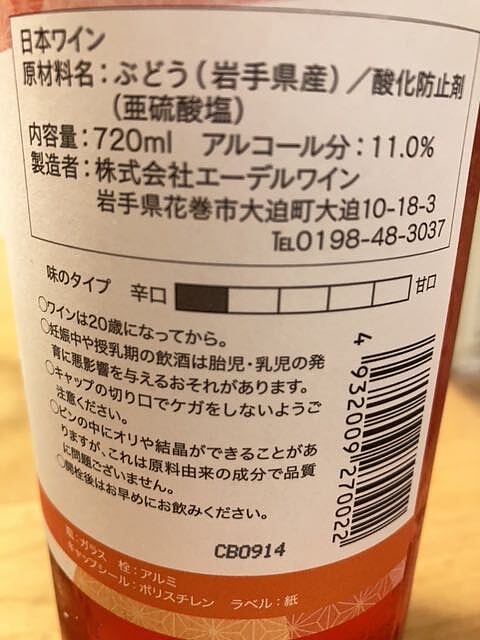 日本ワイン
原材料名：ぶどう（岩手県産）／酸化防止剤
（亜硫酸塩）
内容量：720ml　アルコール分：11.0%
製造者：株式会社エーデルワイン
岩手県花巻市大迫町大迫10-18-3
℡0198-48-3037
味のタイプ 辛口 甘口
○ワインは20歳になってから。
○妊娠中や授乳期の飲酒は胎児・乳児の発
育に悪影響を与えるおそれがあります。
○キャップの切り口でケガをしないようご
注意ください。
○ビンの中にオリや結晶ができることがあ
りますが、これは原料由来の成分で品質
に問題ございません。
○開栓後はお早めにお飲みください。
4 932009 270022
CB0914
瓶：ガラス 栓：アルミ
キャップシール：ポリスチレン ラベル：紙